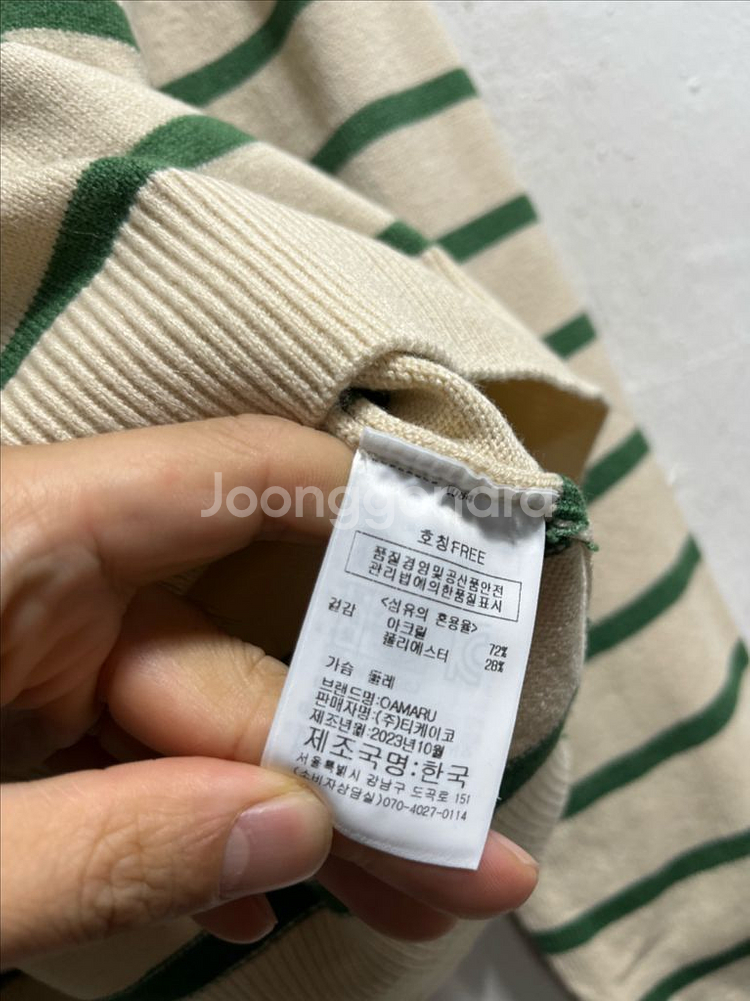 Joonggonara
호칭FREE
품질경영및공산품안전
관리법에의한품질표시
겉감 <섬유의 혼용율>
아크릴 72%
폴리에스터 28%
가슴 둘레
브랜드명:OAMARU
판매자명:(주)티케이코
제조년월:2023년10월
제조국명:한국
서울특별시 강남구 도곡로 151
(소비자상담실)070-4027-0114